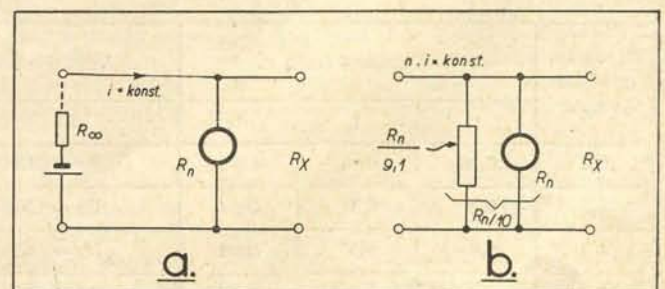 i = konst.
R∞
Rn
RX
a.
n . i = konst.
Rn
9,1
Rn
RX
Rn/10
b.